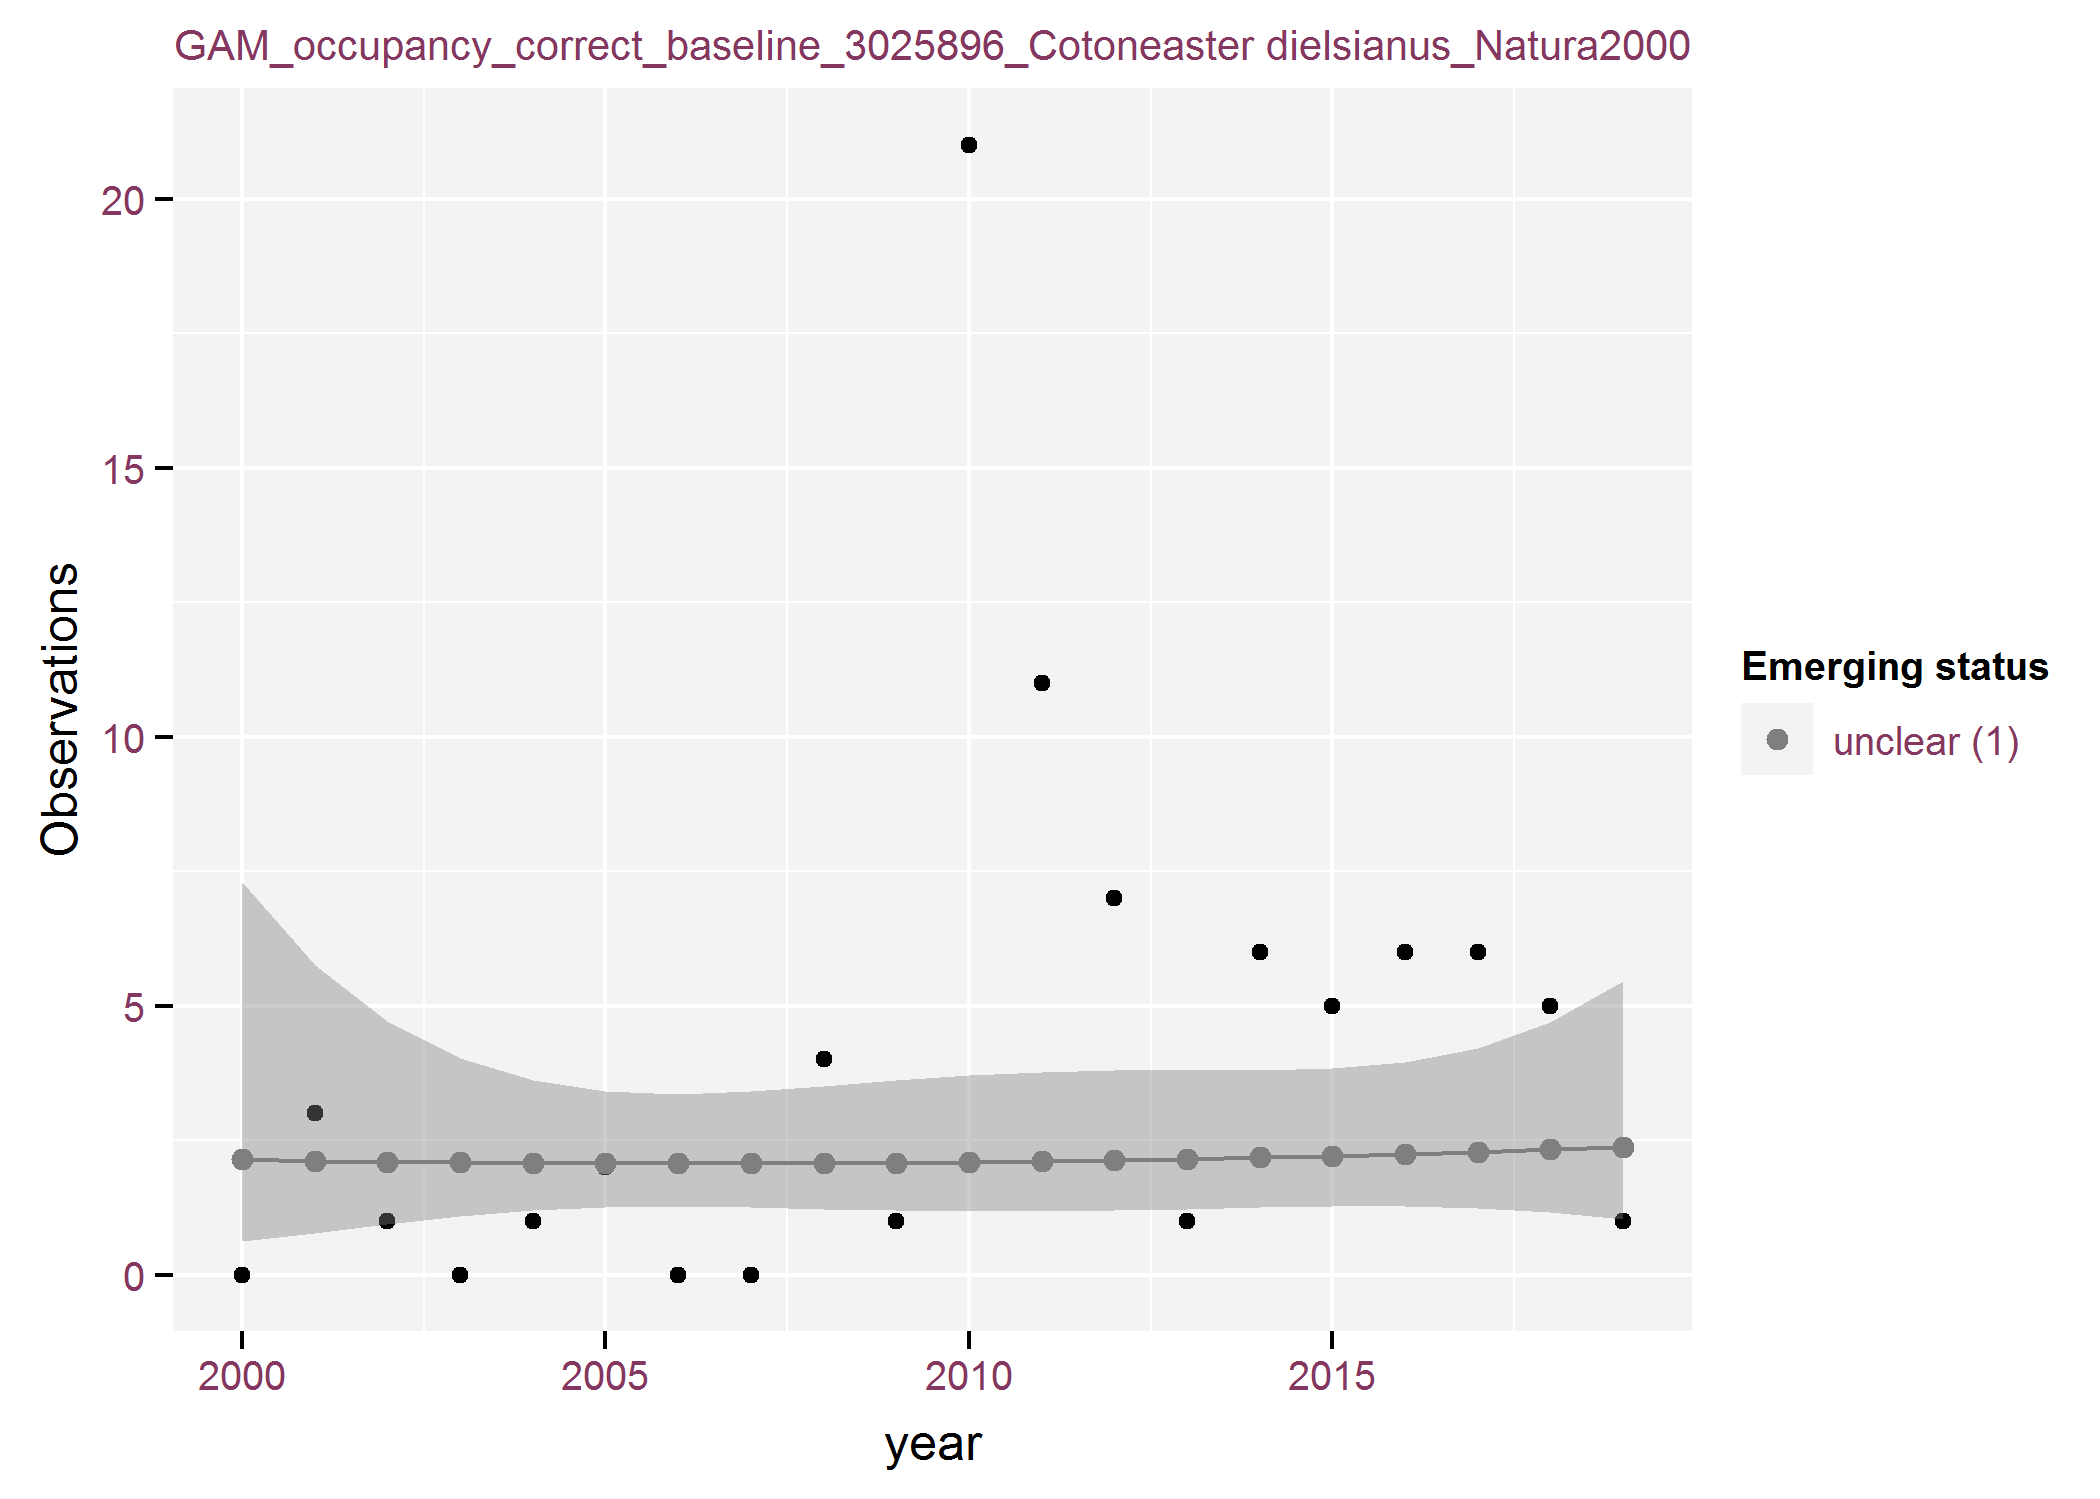 GAM_occupancy_correct_baseline_3025896_Cotoneaster dielsianus_Natura2000
20
15
10
5
0
Observations
2000
2005
2010
2015
year
Emerging status
unclear (1)